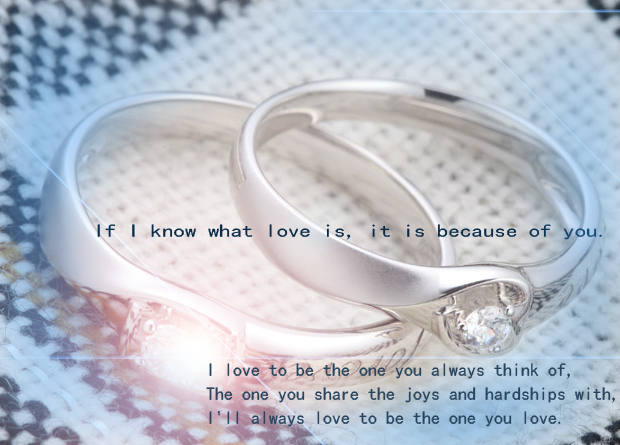 If I know what love is, it is because of you.
I love to be the one you always think of,
The one you share the joys and hardships with,
I'll always love to be the one you love.